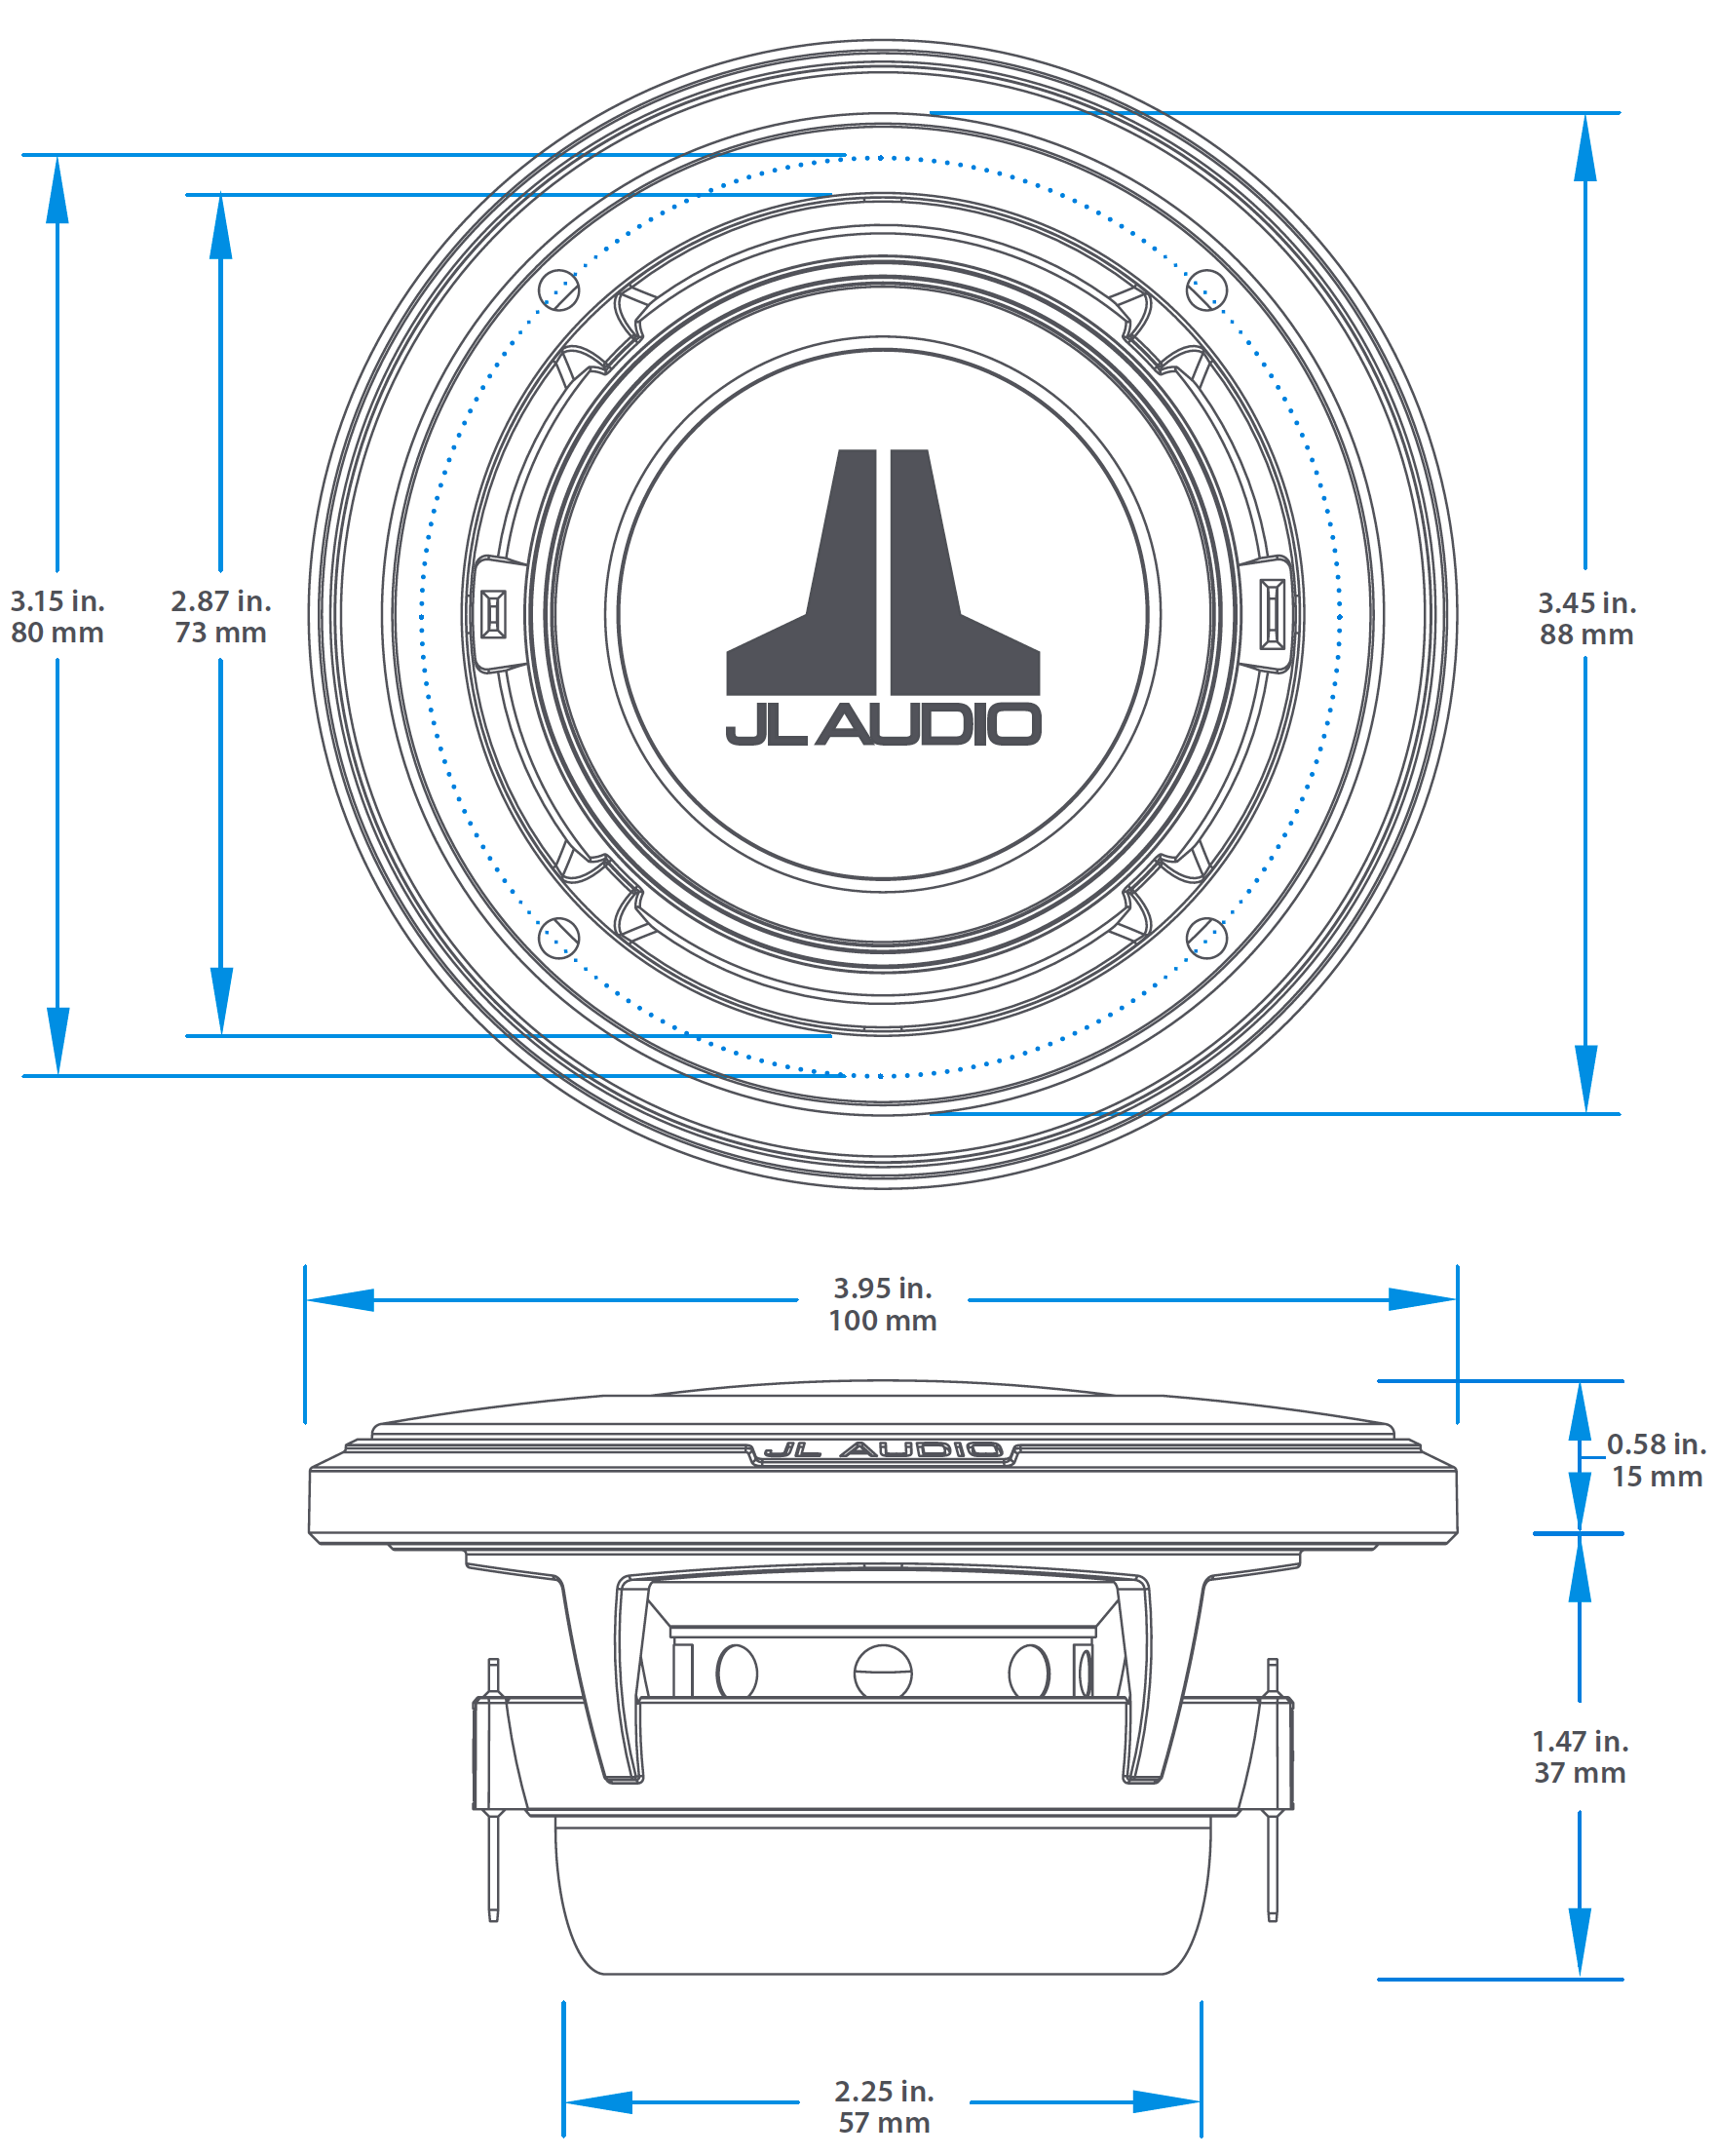 3.15 in.
80 mm
2.87 in.
73 mm
3.45 in.
88 mm
JL AUDIO
3.95 in.
100 mm
JL AUDIO
0.58 in.
15 mm
1.47 in.
37 mm
2.25 in.
57 mm